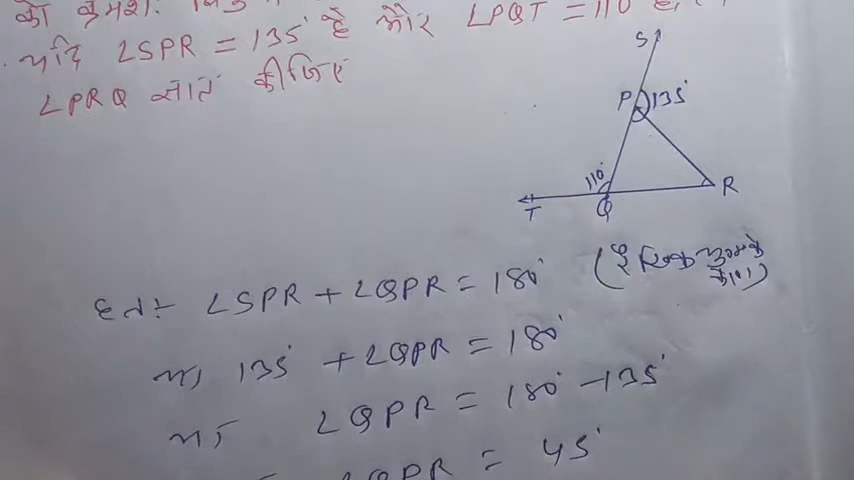 को क्रमशः
यदि ∠SPR = 135° है और ∠PQT = 110° है,
∠PRQ ज्ञात कीजिए
S
P 135°
110°
R
T
Q
हल:- ∠SPR + ∠QPR = 180°
या, 135° + ∠QPR = 180°
या, ∠QPR = 180° - 135°
∠QPR = 45°